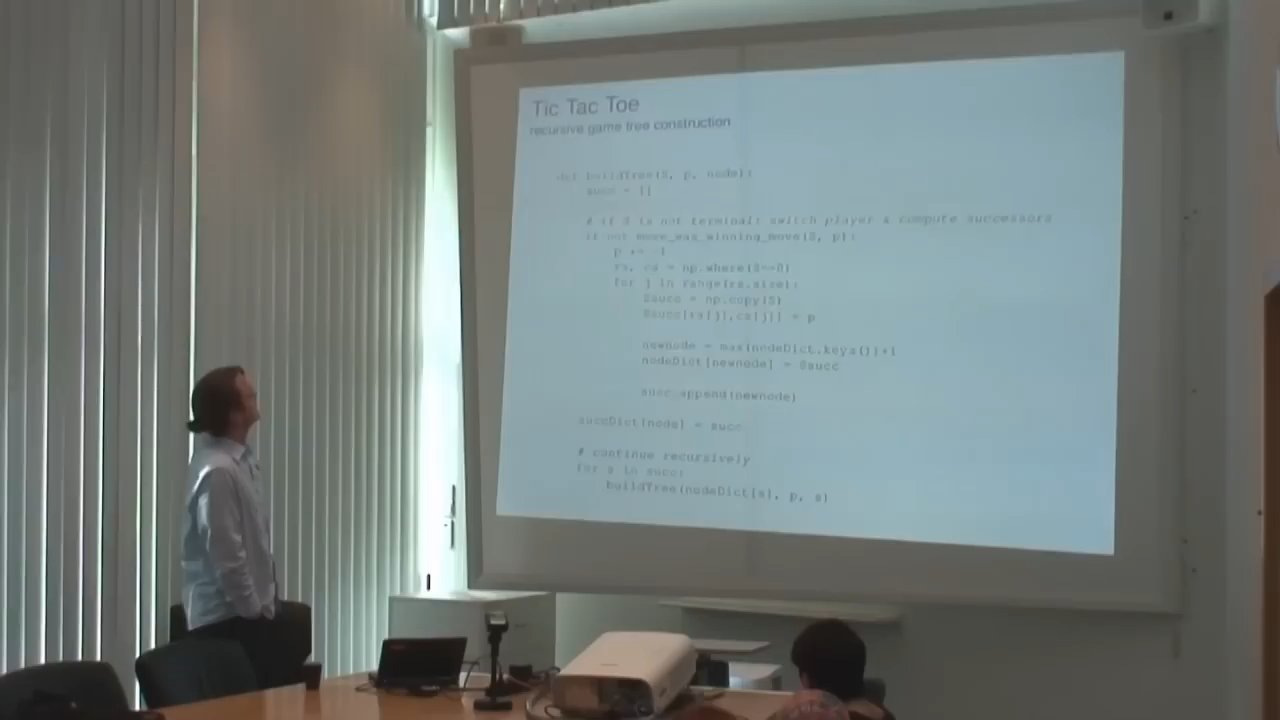 Tic Tac Toe
recursive game tree construction
def buildTree(S, p, node):
succ = []
# if S is not terminal: switch player & compute successors
if not move_was_winning_move(S, p):
p *= -1
rs, cs = np.where(S==0)
for j in range(rs.size):
Ssucc = np.copy(S)
Ssucc[rs[j],cs[j]] = p
newnode = max(nodeDict.keys())+1
nodeDict[newnode] = Ssucc
succ.append(newnode)
succDict[node] = succ
# continue recursively
for s in succ:
buildTree(nodeDict[s], p, s)